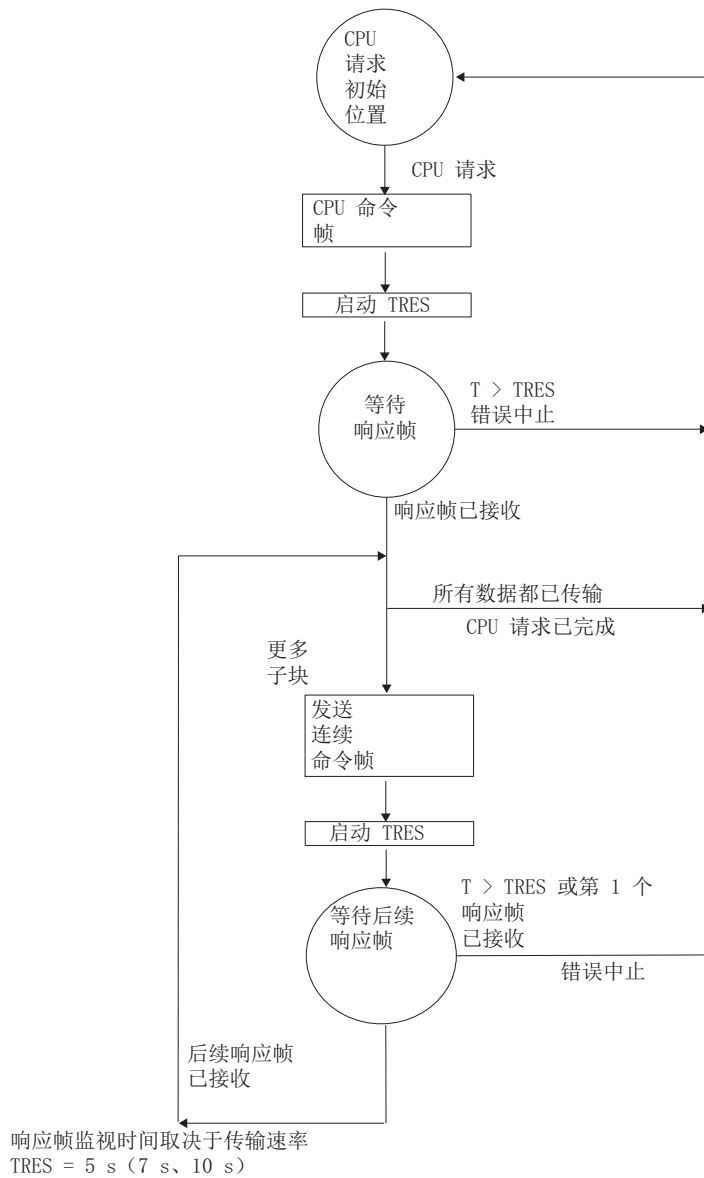 CPU
请求
初始
位置
CPU 请求
CPU 命令
帧
启动 TRES
等待
响应帧
T > TRES
错误中止
响应帧已接收
所有数据都已传输
CPU 请求已完成
更多
子块
发送
连续
命令帧
启动 TRES
等待后续
响应帧
T > TRES 或第 1 个
响应帧
已接收
错误中止
后续响应帧
已接收
响应帧监视时间取决于传输速率
TRES = 5 s（7 s、10 s）